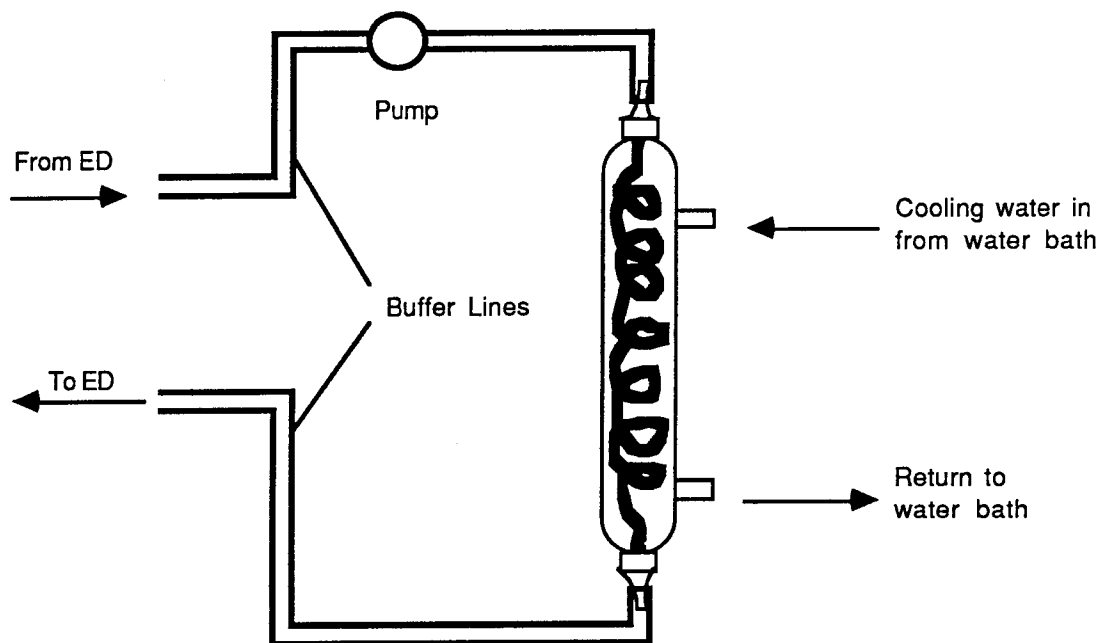 Pump
From ED
Cooling water in
from water bath
Buffer Lines
To ED
Return to
water bath